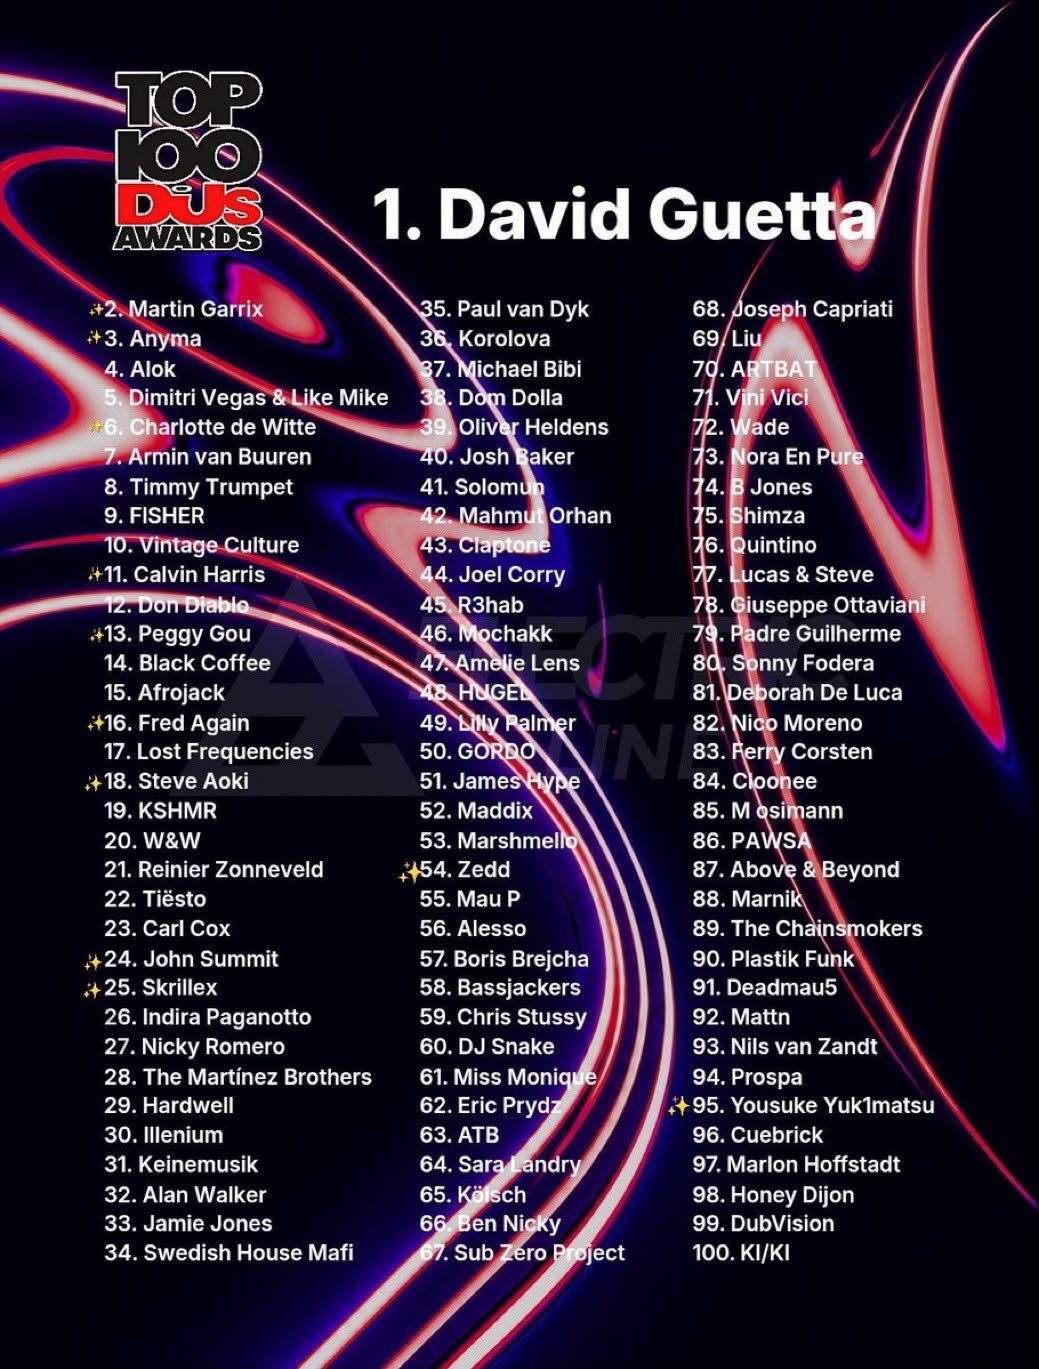 TOP
100
DJs
AWARDS
1. David Guetta
✨2. Martin Garrix
✨3. Anyma
4. Alok
5. Dimitri Vegas & Like Mike
✨6. Charlotte de Witte
7. Armin van Buuren
8. Timmy Trumpet
9. FISHER
10. Vintage Culture
✨11. Calvin Harris
12. Don Diablo
✨13. Peggy Gou
14. Black Coffee
15. Afrojack
✨16. Fred Again
17. Lost Frequencies
✨18. Steve Aoki
19. KSHMR
20. W&W
21. Reinier Zonneveld
22. Tiësto
23. Carl Cox
✨24. John Summit
✨25. Skrillex
26. Indira Paganotto
27. Nicky Romero
28. The Martínez Brothers
29. Hardwell
30. Illenium
31. Keinemusik
32. Alan Walker
33. Jamie Jones
34. Swedish House Mafi
35. Paul van Dyk
36. Korolova
37. Michael Bibi
38. Dom Dolla
39. Oliver Heldens
40. Josh Baker
41. Solomun
42. Mahmut Orhan
43. Claptone
44. Joel Corry
45. R3hab
46. Mochakk
47. Amelie Lens
48. HUGEL
49. Lilly Palmer
50. GORDO
51. James Hype
52. Maddix
53. Marshmello
✨54. Zedd
55. Mau P
56. Alesso
57. Boris Brejcha
58. Bassjackers
59. Chris Stussy
60. DJ Snake
61. Miss Monique
62. Eric Prydz
63. ATB
64. Sara Landry
65. Kölsch
66. Ben Nicky
67. Sub Zero Project
68. Joseph Capriati
69. Liu
70. ARTBAT
71. Vini Vici
72. Wade
73. Nora En Pure
74. B Jones
75. Shimza
76. Quintino
77. Lucas & Steve
78. Giuseppe Ottaviani
79. Padre Guilherme
80. Sonny Fodera
81. Deborah De Luca
82. Nico Moreno
83. Ferry Corsten
84. Cloonee
85. M osimann
86. PAWSA
87. Above & Beyond
88. Marnik
89. The Chainsmokers
90. Plastik Funk
91. Deadmau5
92. Mattn
93. Nils van Zandt
94. Prospa
✨95. Yousuke Yuk1matsu
96. Cuebrick
97. Marlon Hoffstadt
98. Honey Dijon
99. DubVision
100. KI/KI